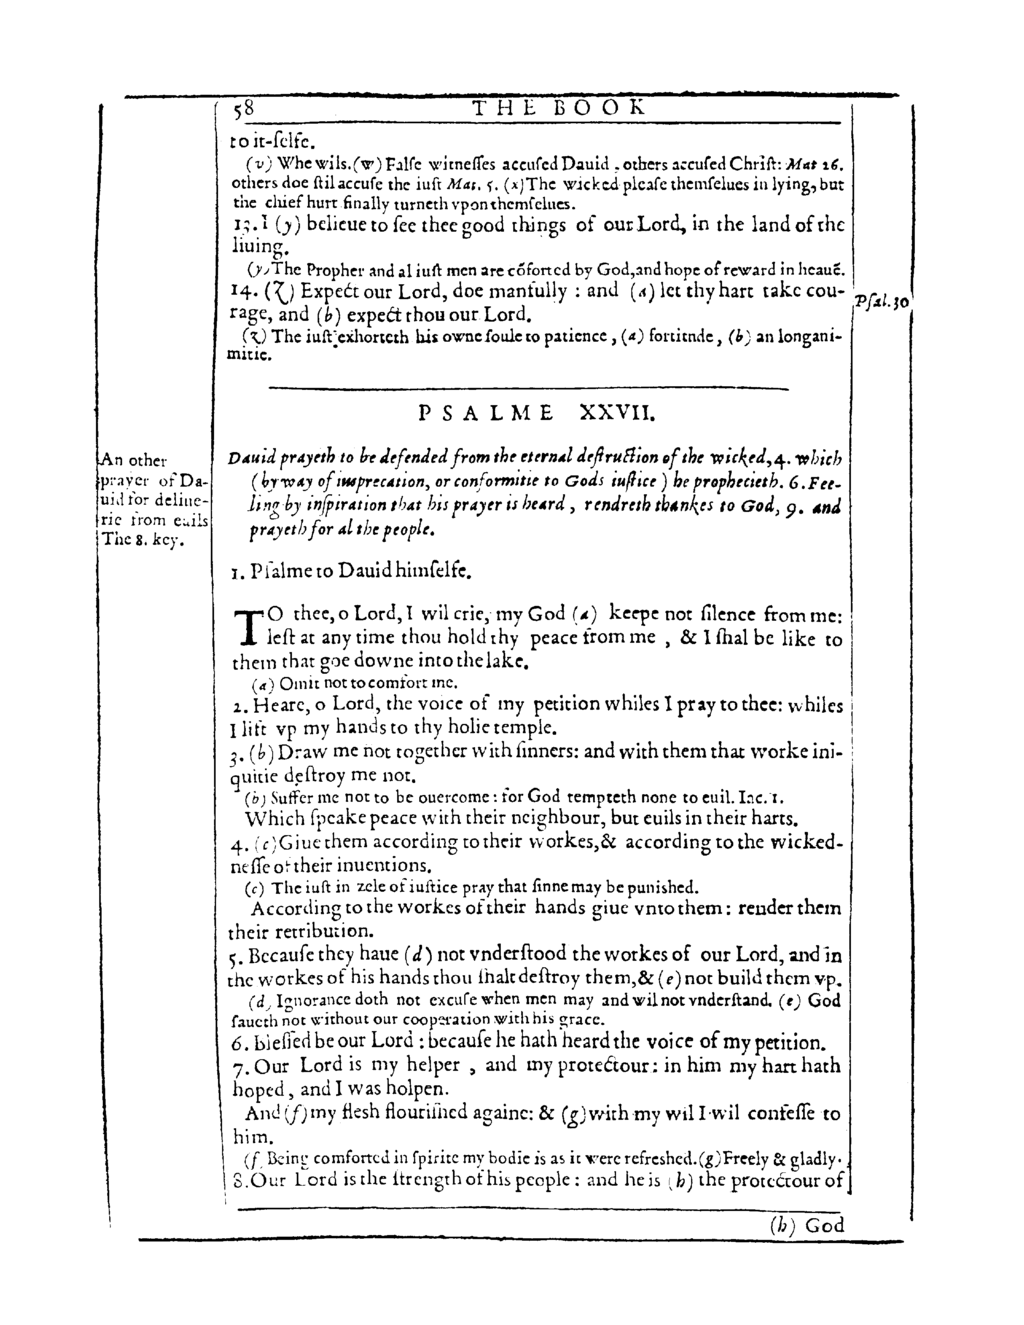 58 THE BOOK
to it-ſelfe.
(v) Whe wils. (w) Falſe witneſſes accuſed Dauid, others accuſed Chriſt: Mat 26.
others doe ſtil accuſe the iuſt Mat. 5. (x) The wicked pleaſe themſelues in lying, but
the chief hurt finally turneth vpon themſelues.
13. I (y) belieue to ſee thee good things of our Lord, in the land of the
liuing.
(y) The Prophet and al iuſt men are cõforted by God, and hope of reward in heauẽ.
14. (z) Expect our Lord, doe manfully : and (a) let thy hart take cou-
rage, and (b) expect thou our Lord.
Pſal. 30
(z) The iuſt exhorteth his owne ſoule to patience, (a) fortitude, (b) an longani-
mitie.
PSALME XXVII.
An other
prayer of Da-
uid for deliue-
rie from euils
The 8. key.
Dauid prayeth to be defended from the eternal deſtruction of the wicked, 4. which
(by way of imprecation, or conformitie to Gods iuſtice) he prophecieth. 6. Fee-
ling by inſpiration that his prayer is heard, rendreth thankes to God, 9. and
prayeth for al the people.
1. Pſalme to Dauid himſelfe.
TO thee, o Lord, I wil crie, my God (a) keepe not ſilence from me:
leſt at any time thou hold thy peace from me, & I ſhal be like to
them that goe downe into the lake.
(a) Omit not to comfort me.
2. Heare, o Lord, the voice of my petition whiles I pray to thee: whiles
I lift vp my hands to thy holie temple.
3. (b) Draw me not together with ſinners: and with them that worke ini-
quitie deſtroy me not.
(b) Suffer me not to be ouercome: for God tempteth none to euil. Iac. 1.
Which ſpeake peace with their neighbour, but euils in their harts.
4. (c) Giue them according to their workes, & according to the wicked-
neſſe of their inuentions.
(c) The iuſt in zele of iuſtice pray that ſinne may be puniſhed.
According to the workes of their hands giue vnto them: render them
their retribution.
5. Becauſe they haue (d) not vnderſtood the workes of our Lord, and in
the workes of his hands thou ſhalt deſtroy them, & (e) not build them vp.
(d) Ignorance doth not excuſe when men may and wil not vnderſtand. (e) God
ſaueth not without our cooperation with his grace.
6. bleſſed be our Lord : becauſe he hath heard the voice of my petition.
7. Our Lord is my helper, and my protectour: in him my hart hath
hoped, and I was holpen.
And (f) my fleſh flouriſhed againe: & (g) with my wil I wil confeſſe to
him.
(f) Being comforted in ſpirite my bodie is as it were refreshed. (g) Freely & gladly.
8. Our Lord is the ſtrength of his people : and he is (h) the protectour of
(h) God